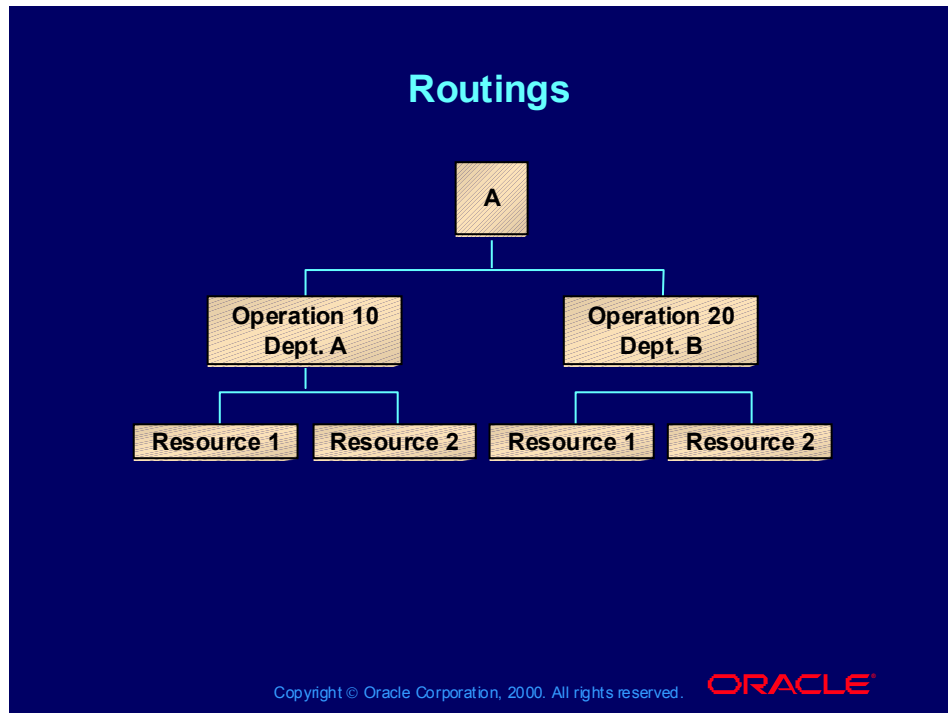 Routings
A
Operation 10
Dept. A
Operation 20
Dept. B
Resource 1
Resource 2
Resource 1
Resource 2
Copyright © Oracle Corporation, 2000. All rights reserved.
ORACLE®